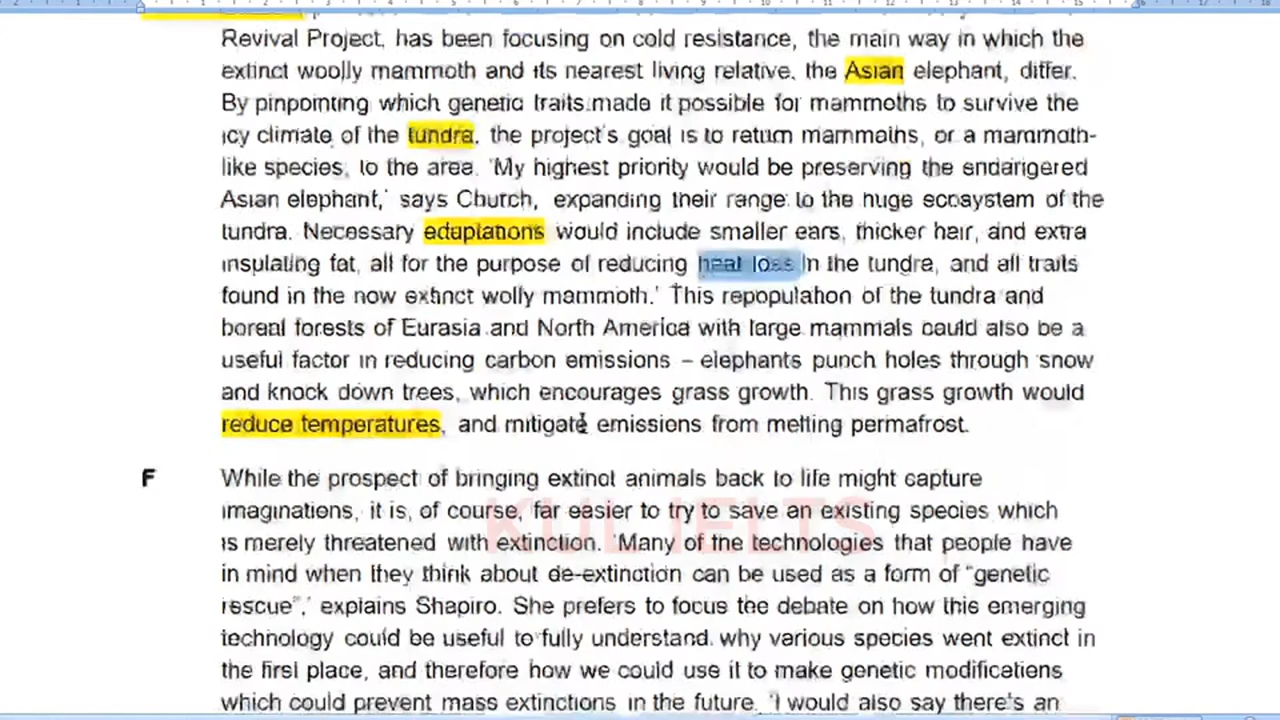 Revival Project, has been focusing on cold resistance, the main way in which the
extinct woolly mammoth and its nearest living relative, the Asian elephant, differ.
By pinpointing which genetic traits made it possible for mammoths to survive the
icy climate of the tundra, the project's goal is to return mammoths, or a mammoth-
like species, to the area. 'My highest priority would be preserving the endangered
Asian elephant,' says Church, 'expanding their range to the huge ecosystem of the
tundra. Necessary adaptations would include smaller ears, thicker hair, and extra
insulating fat, all for the purpose of reducing heat loss in the tundra, and all traits
found in the now extinct wolly mammoth.' This repopulation of the tundra and
boreal forests of Eurasia and North America with large mammals could also be a
useful factor in reducing carbon emissions – elephants punch holes through snow
and knock down trees, which encourages grass growth. This grass growth would
reduce temperatures, and mitigate emissions from melting permafrost.
F While the prospect of bringing extinct animals back to life might capture
imaginations, it is, of course, far easier to try to save an existing species which
is merely threatened with extinction. 'Many of the technologies that people have
in mind when they think about de-extinction can be used as a form of "genetic
rescue",' explains Shapiro. She prefers to focus the debate on how this emerging
technology could be useful to fully understand why various species went extinct in
the first place, and therefore how we could use it to make genetic modifications
which could prevent mass extinctions in the future. 'I would also say there's an
KUL IELTS